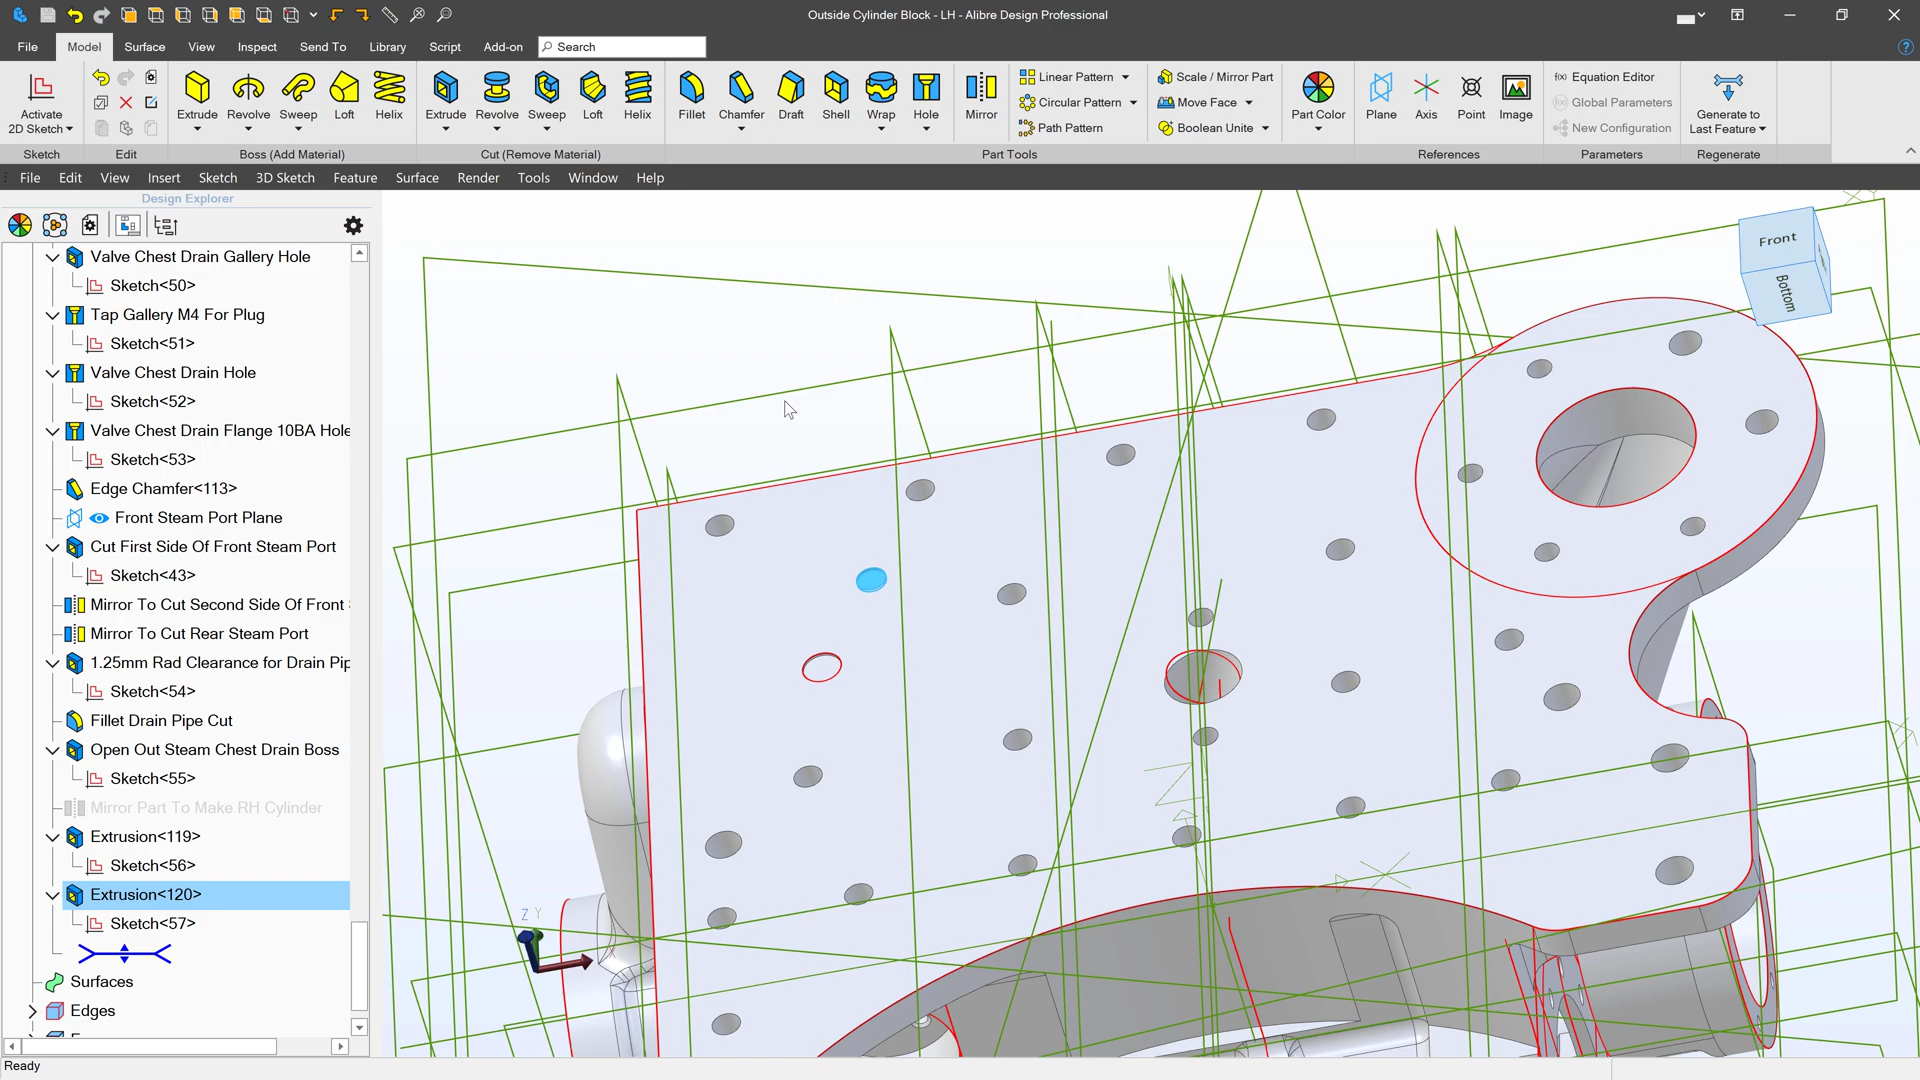 Outside Cylinder Block - LH - Alibre Design Professional
File Model Surface View Inspect Send To Library Script Add-on Search
Activate
2D Sketch
Extrude Revolve Sweep Loft Helix
Extrude Revolve Sweep Loft Helix
Fillet Chamfer Draft Shell Wrap Hole
Mirror
Linear Pattern
Circular Pattern
Path Pattern
Scale / Mirror Part
Move Face
Boolean Unite
Part Color
Plane Axis Point Image
f(x) Equation Editor
Global Parameters
New Configuration
Generate to
Last Feature
Sketch Edit Boss (Add Material) Cut (Remove Material) Part Tools References Parameters Regenerate
File Edit View Insert Sketch 3D Sketch Feature Surface Render Tools Window Help
Design Explorer
Valve Chest Drain Gallery Hole
Sketch<50>
Tap Gallery M4 For Plug
Sketch<51>
Valve Chest Drain Hole
Sketch<52>
Valve Chest Drain Flange 10BA Hole
Sketch<53>
Edge Chamfer<113>
Front Steam Port Plane
Cut First Side Of Front Steam Port
Sketch<43>
Mirror To Cut Second Side Of Front
Mirror To Cut Rear Steam Port
1.25mm Rad Clearance for Drain Pip
Sketch<54>
Fillet Drain Pipe Cut
Open Out Steam Chest Drain Boss
Sketch<55>
Mirror Part To Make RH Cylinder
Extrusion<119>
Sketch<56>
Extrusion<120>
Sketch<57>
Surfaces
Edges
Front
Bottom
Z Y
Ready